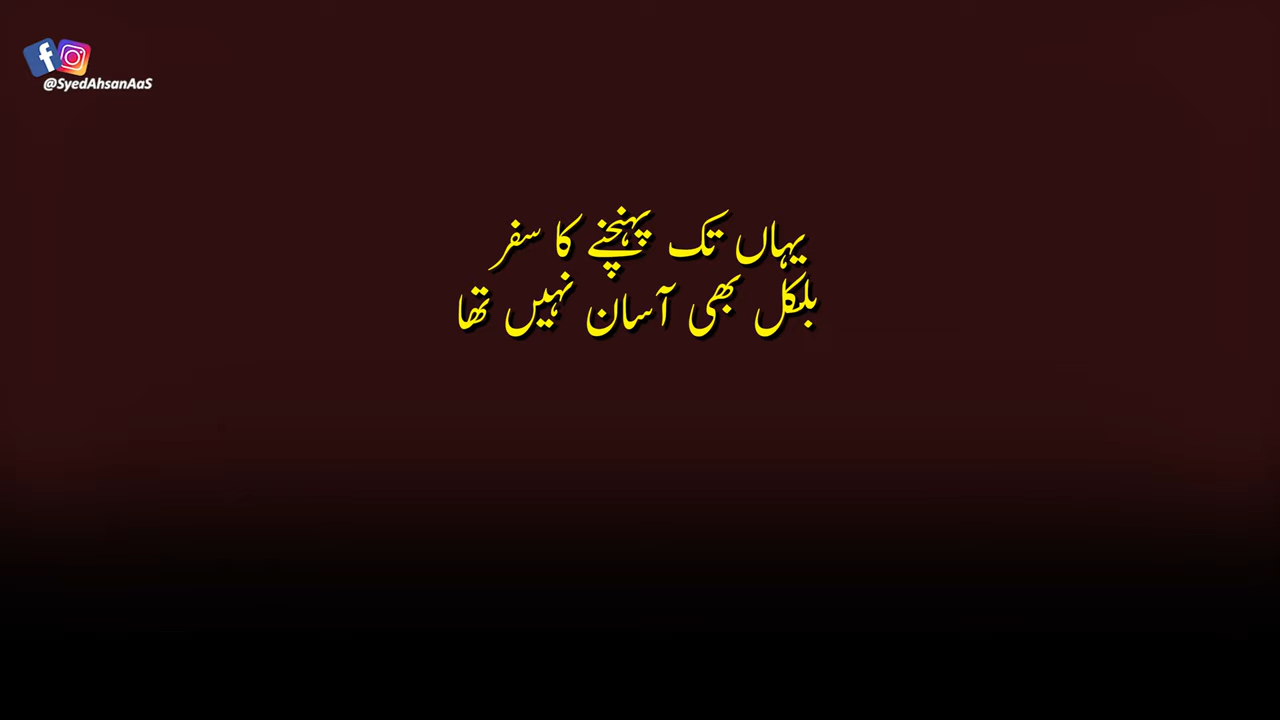 @SyedAhsanAaS
یہاں تک پہنچنے کا سفر
بلکل بھی آسان نہیں تھا